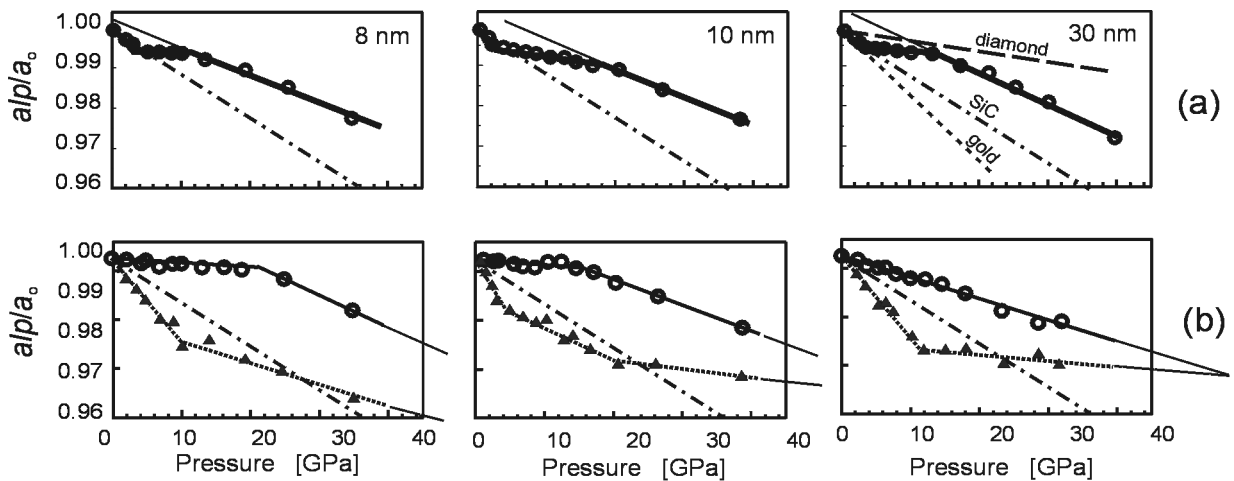 8 nm
10 nm
30 nm
1.00
0.99
0.98
0.97
0.96
alp/aₒ
diamond
SiC
gold
(a)
1.00
0.99
0.98
0.97
0.96
alp/aₒ
(b)
0 10 20 30 40
0 10 20 30 40
0 10 20 30 40
Pressure [GPa]
Pressure [GPa]
Pressure [GPa]